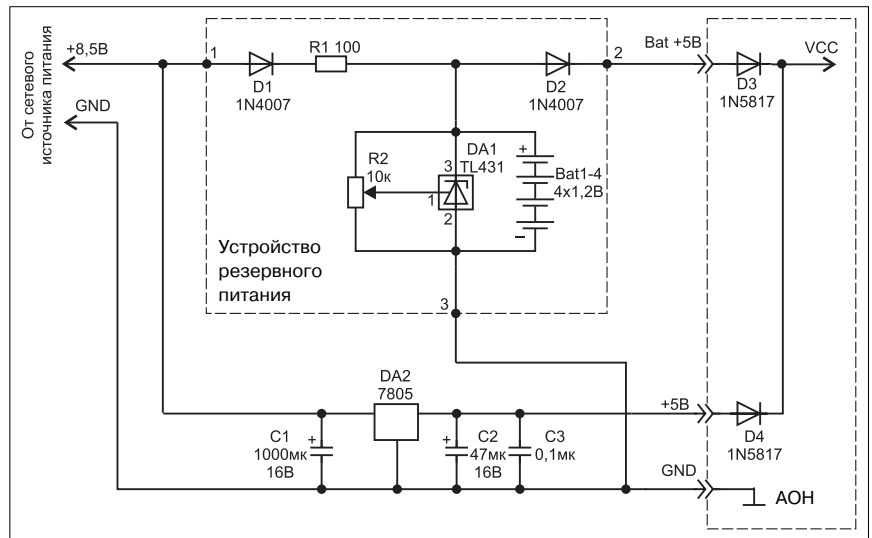 От сетевого
источника питания
+8,5В
GND
1
D1
1N4007
R1 100
D2
1N4007
2
Bat +5В
D3
1N5817
VCC
R2
10к
DA1
TL431
3
1
2
+
Bat1-4
4x1,2В
–
Устройство
резервного
питания
3
DA2
7805
+5В
D4
1N5817
C1
1000мк
16В
+
+
C2
47мк
16В
C3
0,1мк
GND
АОН